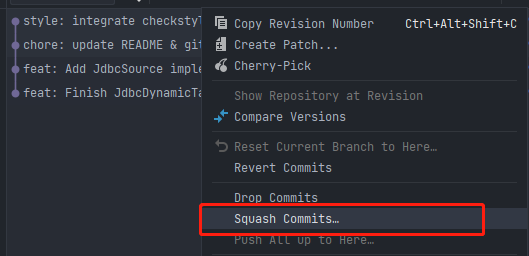 style: integrate checkstyl
chore: update README & git
feat: Add JdbcSource imple
feat: Finish JdbcDynamicTa
Copy Revision Number Ctrl+Alt+Shift+C
Create Patch…
Cherry-Pick
Show Repository at Revision
Compare Versions
Reset Current Branch to Here…
Revert Commits
Drop Commits
Squash Commits…
Push All up to Here…